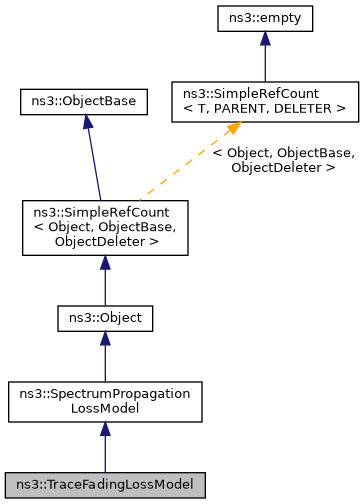 ns3::empty
ns3::ObjectBase
ns3::SimpleRefCount
< T, PARENT, DELETER >
< Object, ObjectBase,
ObjectDeleter >
ns3::SimpleRefCount
< Object, ObjectBase,
ObjectDeleter >
ns3::Object
ns3::SpectrumPropagation
LossModel
ns3::TraceFadingLossModel